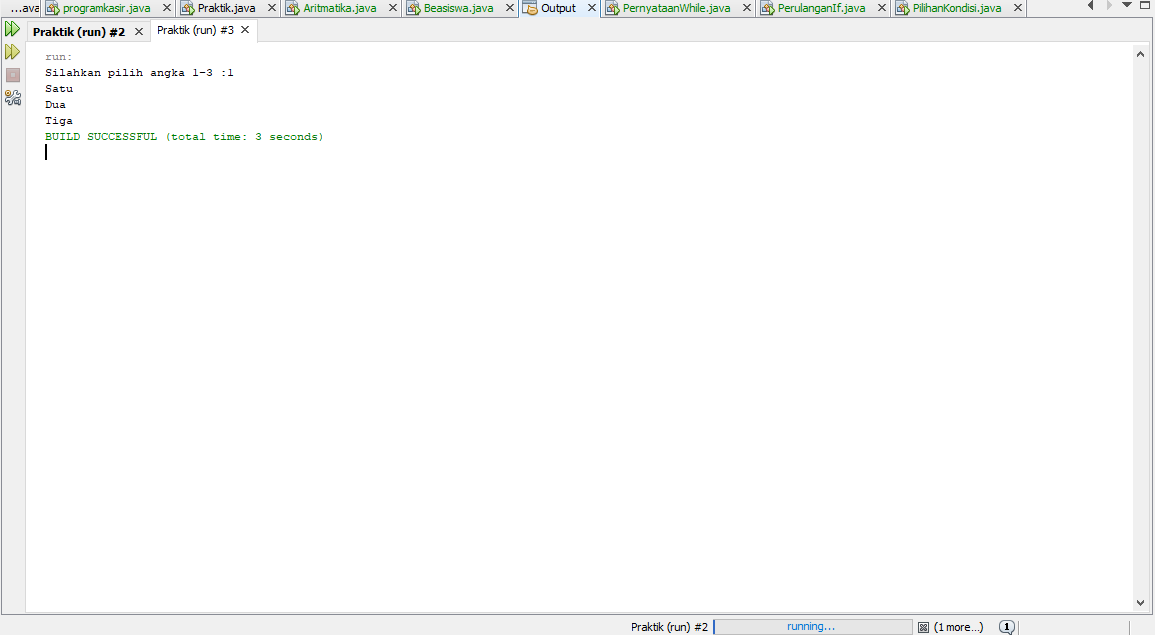 ...ava programkasir.java Praktik.java Aritmatika.java Beasiswa.java Output PernyataanWhile.java PerulanganIf.java PilihanKondisi.java
Praktik (run) #2 Praktik (run) #3
run:
Silahkan pilih angka 1-3 :1
Satu
Dua
Tiga
BUILD SUCCESSFUL (total time: 3 seconds)
Praktik (run) #2 running... (1 more...) 1